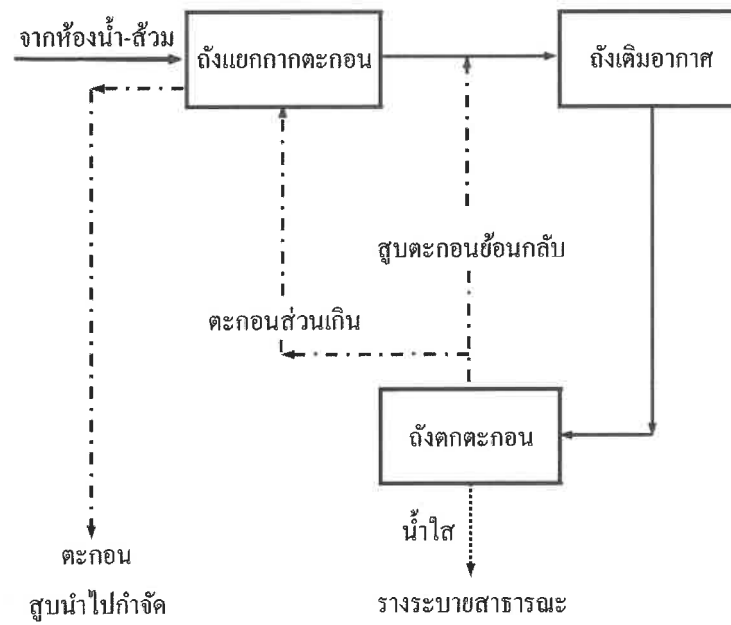 จากห้องน้ำ-ส้วม
ถังแยกกากตะกอน
ถังเติมอากาศ
สูบตะกอนย้อนกลับ
ตะกอนส่วนเกิน
ถังตกตะกอน
น้ำใส
ตะกอน
สูบนำไปกำจัด
รางระบายสาธารณะ